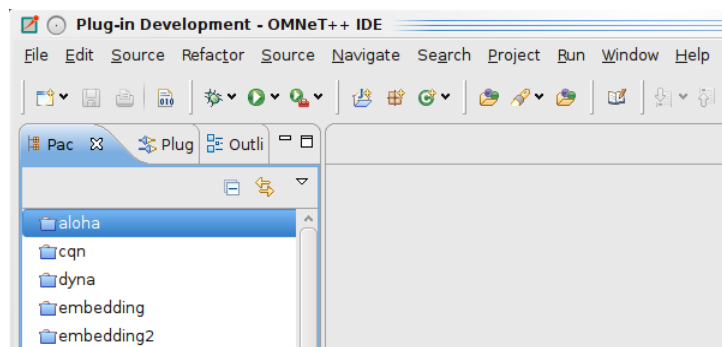 Plug-in Development - OMNeT++ IDE
File Edit Source Refactor Source Navigate Search Project Run Window Help
010
Pac Plug Outli
aloha
cqn
dyna
embedding
embedding2